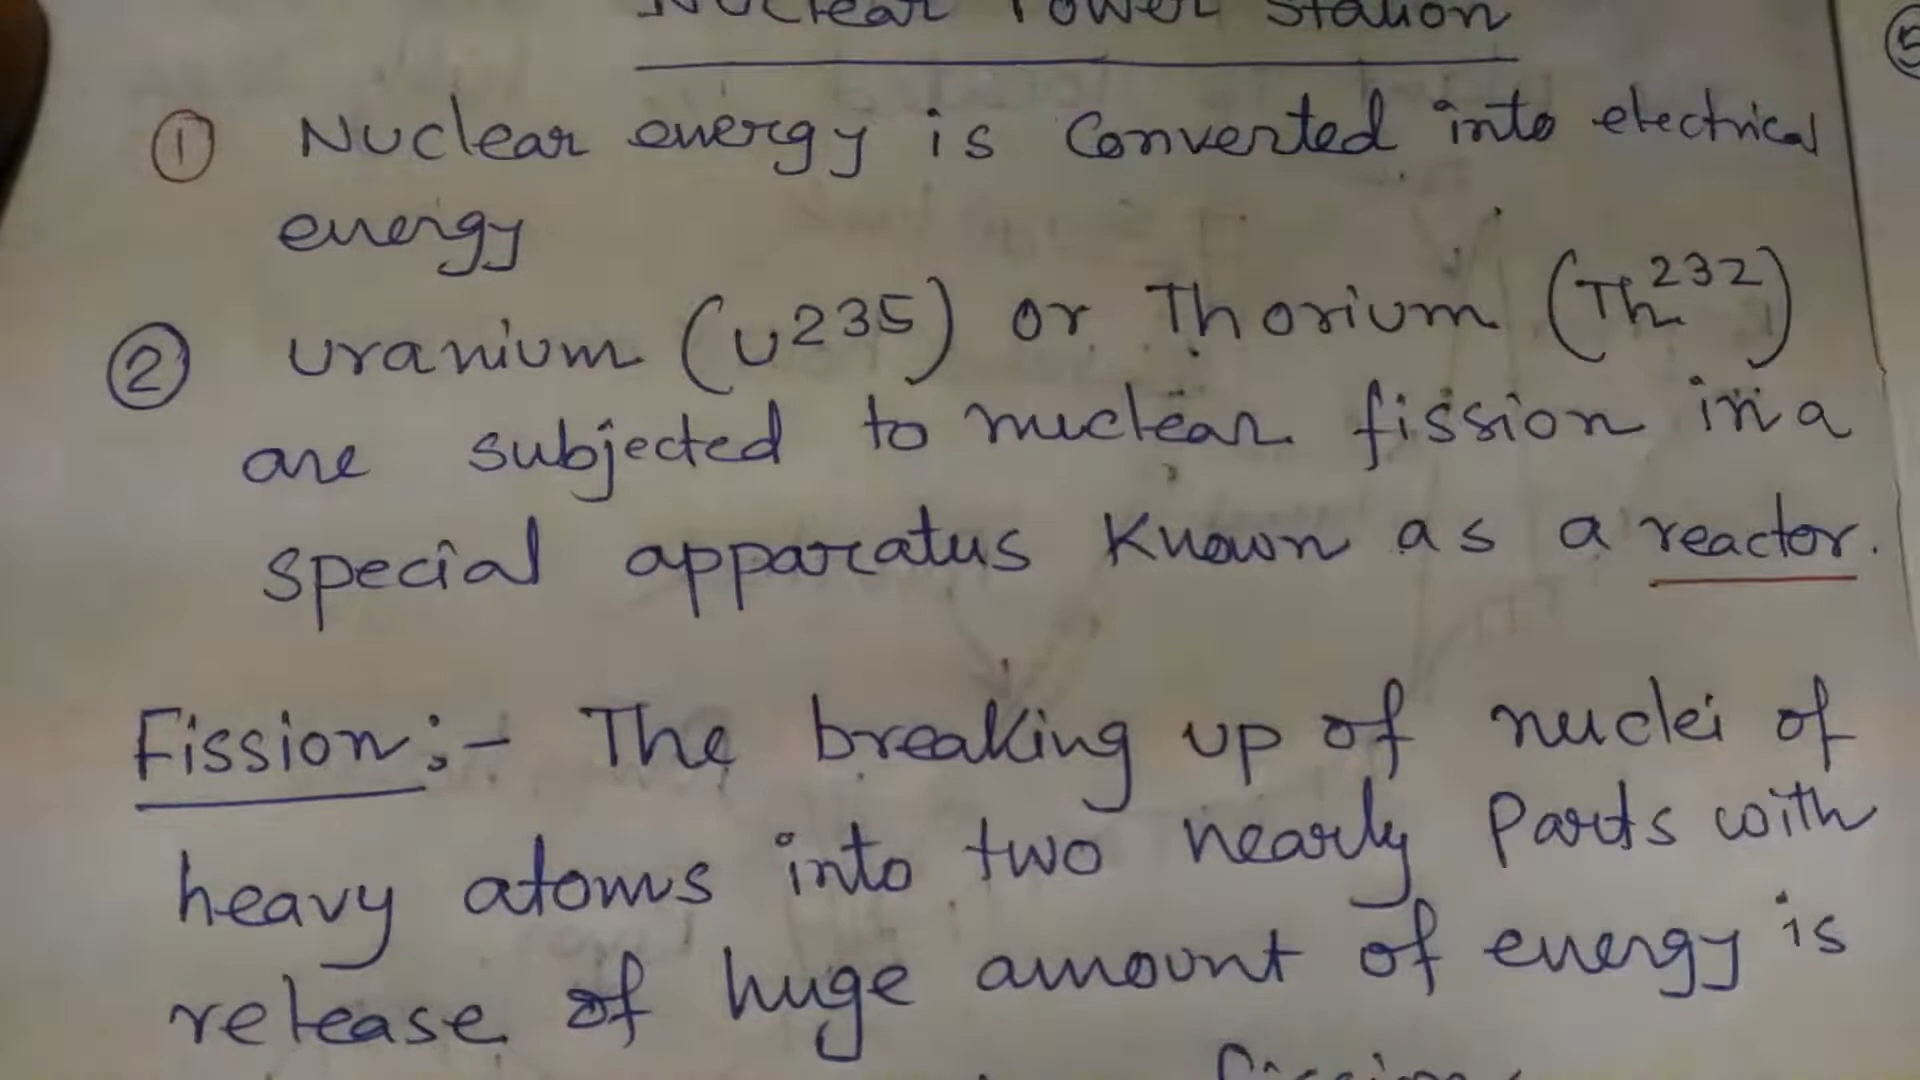 Nuclear Power Station
① Nuclear energy is Converted into electrical
energy
② uranium (U235) or Thorium (Th232)
are subjected to nuclear fission in a
special apparatus known as a reactor.
Fission:- The breaking up of nuclei of
heavy atoms into two nearly Parts with
release of huge amount of energy is